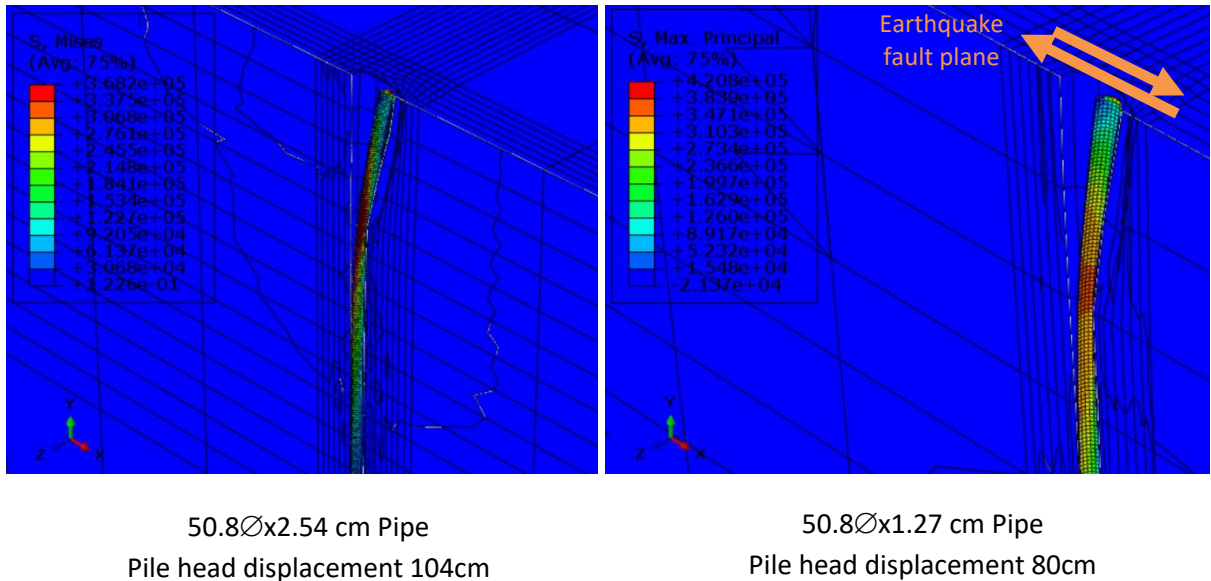 S, Mises
(Avg: 75%)
+3.682e+05
+3.375e+05
+3.068e+05
+2.761e+05
+2.455e+05
+2.148e+05
+1.841e+05
+1.534e+05
+1.227e+05
+9.205e+04
+6.137e+04
+3.068e+04
+1.226e-01
Y
Z
X
S, Max. Principal
(Avg: 75%)
+4.208e+05
+3.839e+05
+3.471e+05
+3.103e+05
+2.734e+05
+2.366e+05
+1.997e+05
+1.629e+05
+1.260e+05
+8.917e+04
+5.232e+04
+1.548e+04
-2.137e+04
Earthquake
fault plane
Y
Z
X
50.8∅x2.54 cm Pipe
Pile head displacement 104cm
50.8∅x1.27 cm Pipe
Pile head displacement 80cm